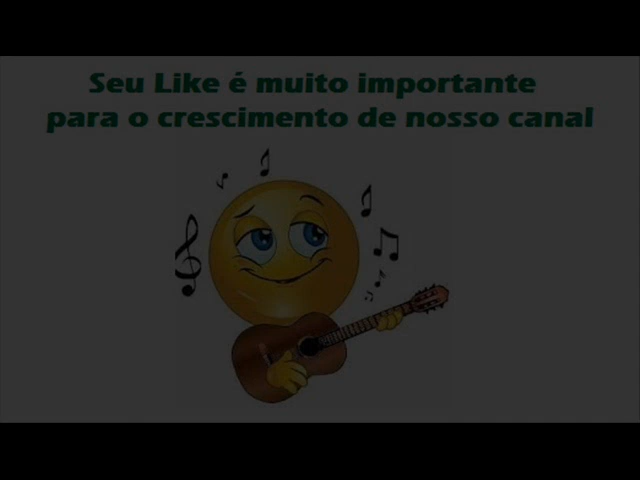 Seu Like é muito importante
para o crescimento de nosso canal